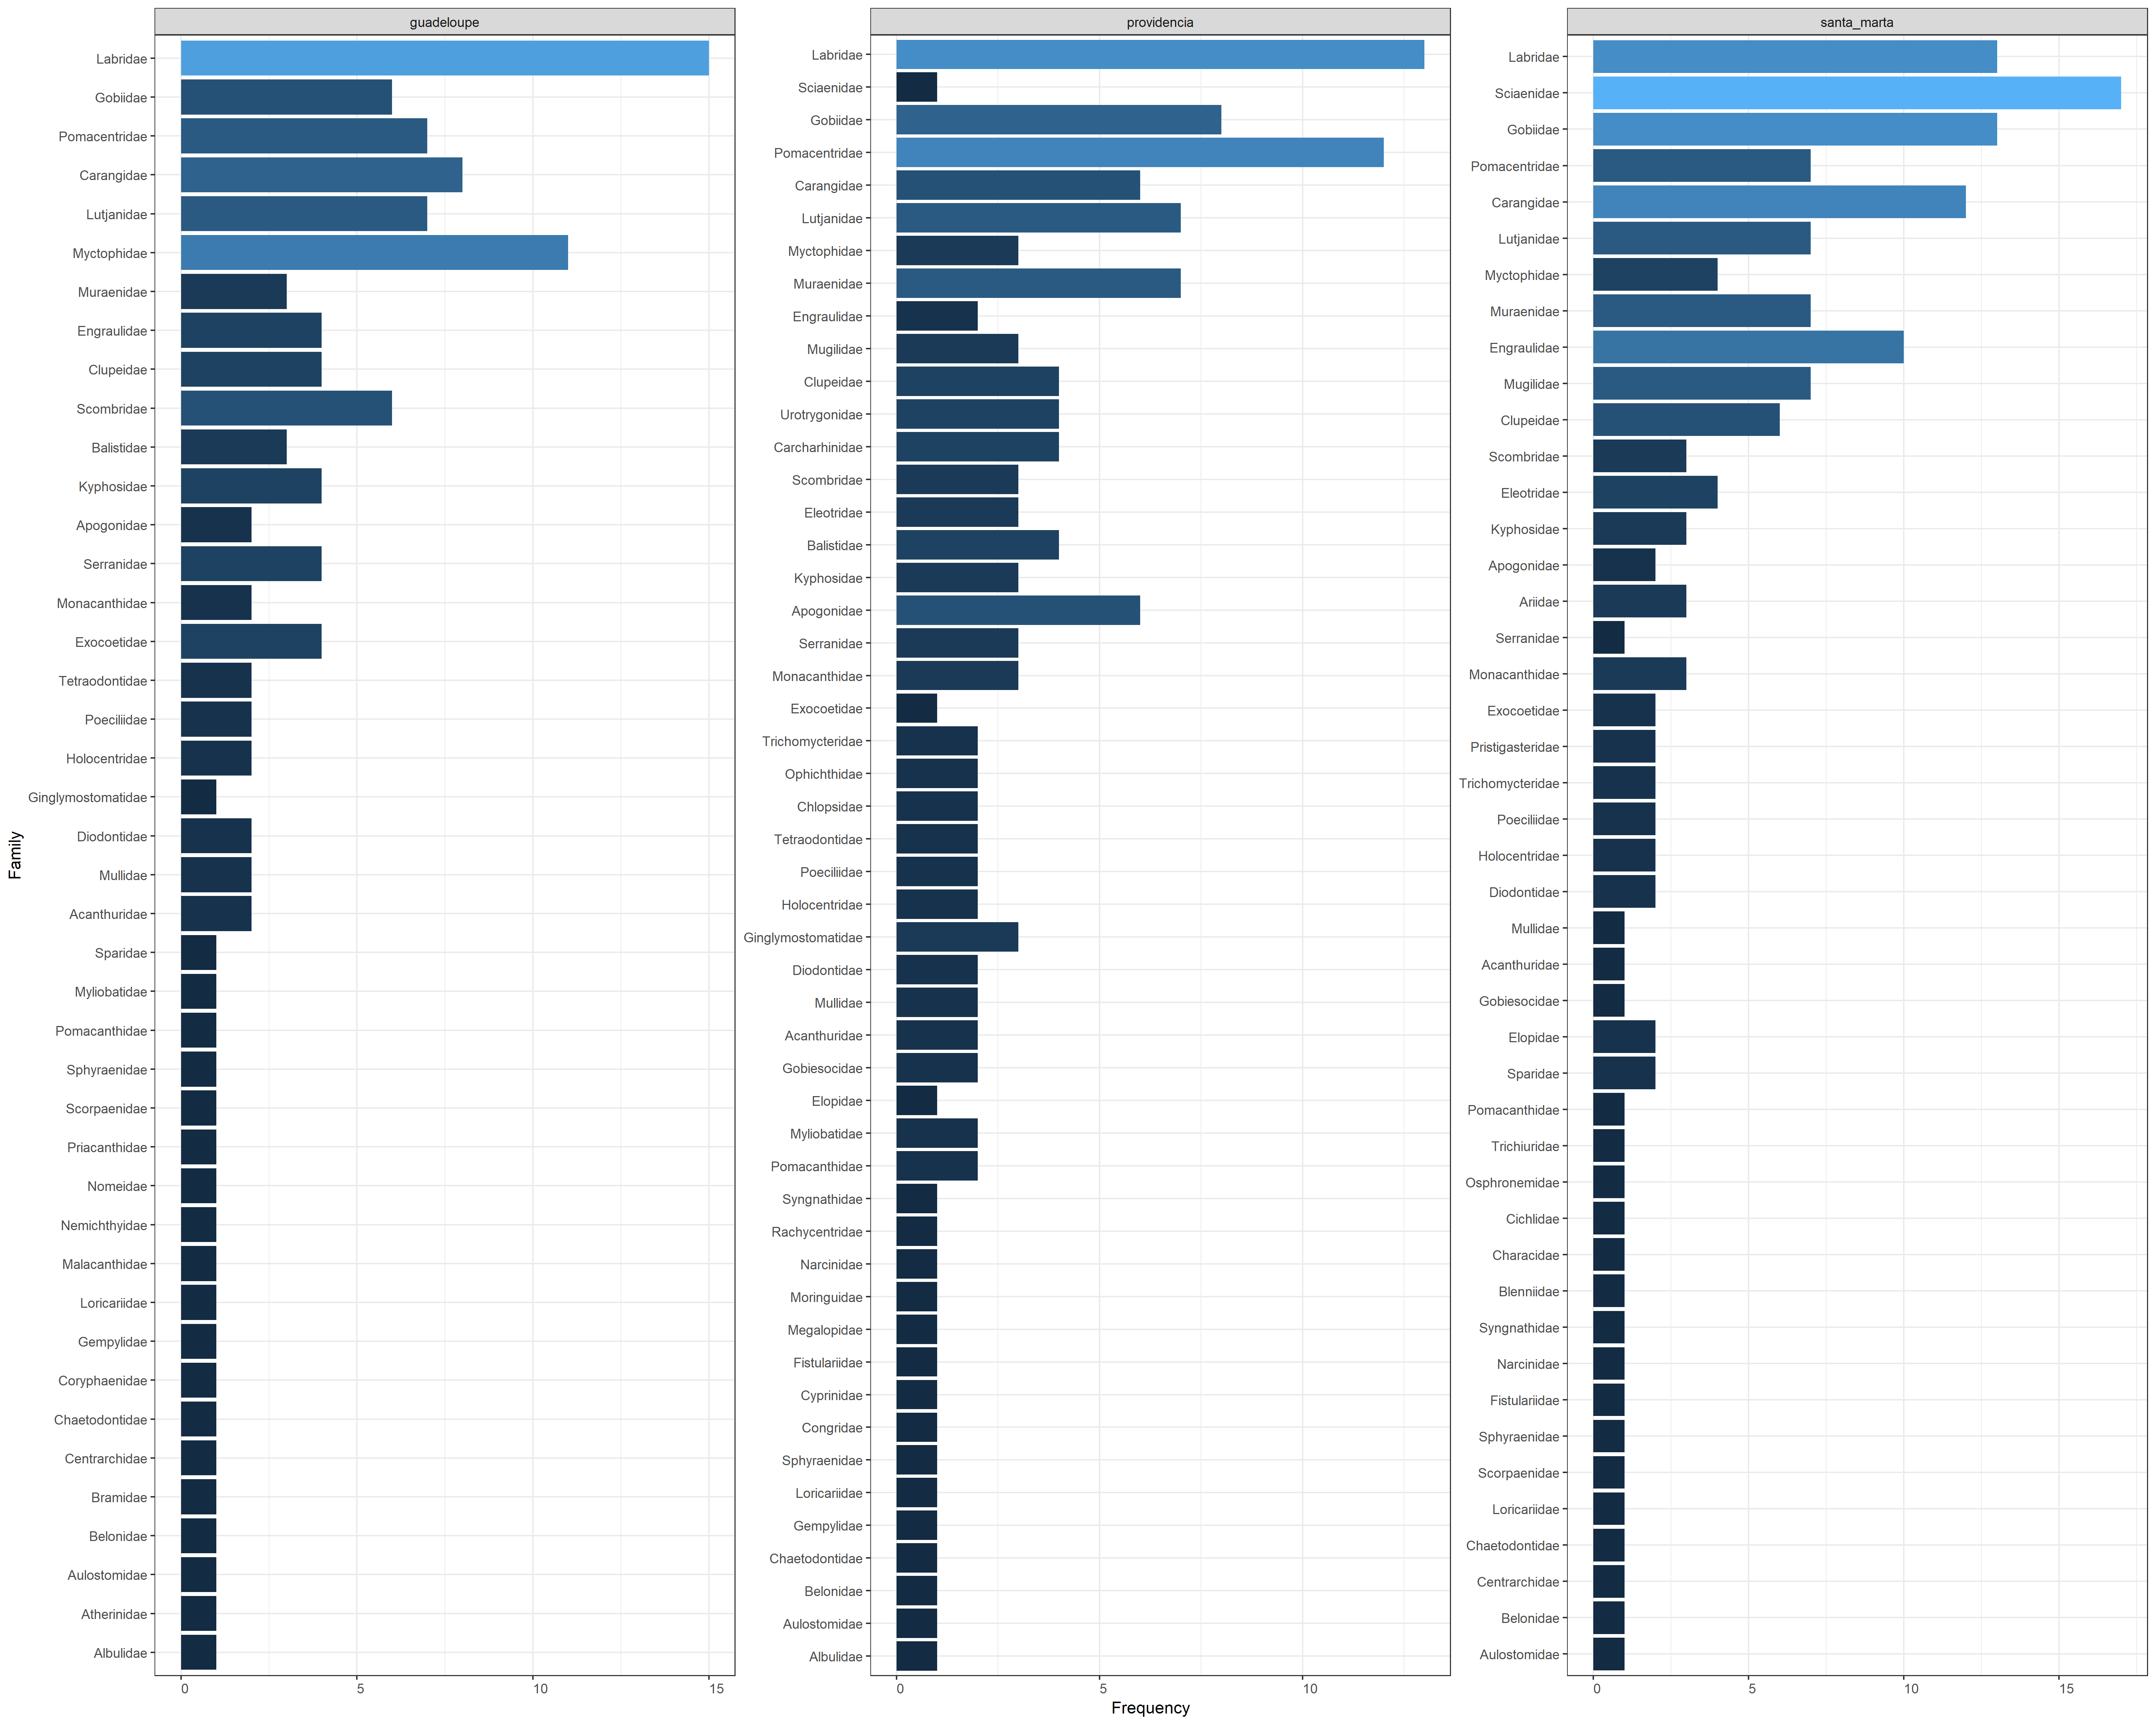 guadeloupe
Labridae
Gobiidae
Pomacentridae
Carangidae
Lutjanidae
Myctophidae
Muraenidae
Engraulidae
Clupeidae
Scombridae
Balistidae
Kyphosidae
Apogonidae
Serranidae
Monacanthidae
Exocoetidae
Tetraodontidae
Poeciliidae
Holocentridae
Ginglymostomatidae
Diodontidae
Mullidae
Acanthuridae
Sparidae
Myliobatidae
Pomacanthidae
Sphyraenidae
Scorpaenidae
Priacanthidae
Nomeidae
Nemichthyidae
Malacanthidae
Loricariidae
Gempylidae
Coryphaenidae
Chaetodontidae
Centrarchidae
Bramidae
Belonidae
Aulostomidae
Atherinidae
Albulidae
0 5 10 15
providencia
Labridae
Sciaenidae
Gobiidae
Pomacentridae
Carangidae
Lutjanidae
Myctophidae
Muraenidae
Engraulidae
Mugilidae
Clupeidae
Urotrygonidae
Carcharhinidae
Scombridae
Eleotridae
Balistidae
Kyphosidae
Apogonidae
Serranidae
Monacanthidae
Exocoetidae
Trichomycteridae
Ophichthidae
Chlopsidae
Tetraodontidae
Poeciliidae
Holocentridae
Ginglymostomatidae
Diodontidae
Mullidae
Acanthuridae
Gobiesocidae
Elopidae
Myliobatidae
Pomacanthidae
Syngnathidae
Rachycentridae
Narcinidae
Moringuidae
Megalopidae
Fistulariidae
Cyprinidae
Congridae
Sphyraenidae
Loricariidae
Gempylidae
Chaetodontidae
Belonidae
Aulostomidae
Albulidae
0 5 10
santa_marta
Labridae
Sciaenidae
Gobiidae
Pomacentridae
Carangidae
Lutjanidae
Myctophidae
Muraenidae
Engraulidae
Mugilidae
Clupeidae
Scombridae
Eleotridae
Kyphosidae
Apogonidae
Ariidae
Serranidae
Monacanthidae
Exocoetidae
Pristigasteridae
Trichomycteridae
Poeciliidae
Holocentridae
Diodontidae
Mullidae
Acanthuridae
Gobiesocidae
Elopidae
Sparidae
Pomacanthidae
Trichiuridae
Osphronemidae
Cichlidae
Characidae
Blenniidae
Syngnathidae
Narcinidae
Fistulariidae
Sphyraenidae
Scorpaenidae
Loricariidae
Chaetodontidae
Centrarchidae
Belonidae
Aulostomidae
0 5 10 15
Family
Frequency